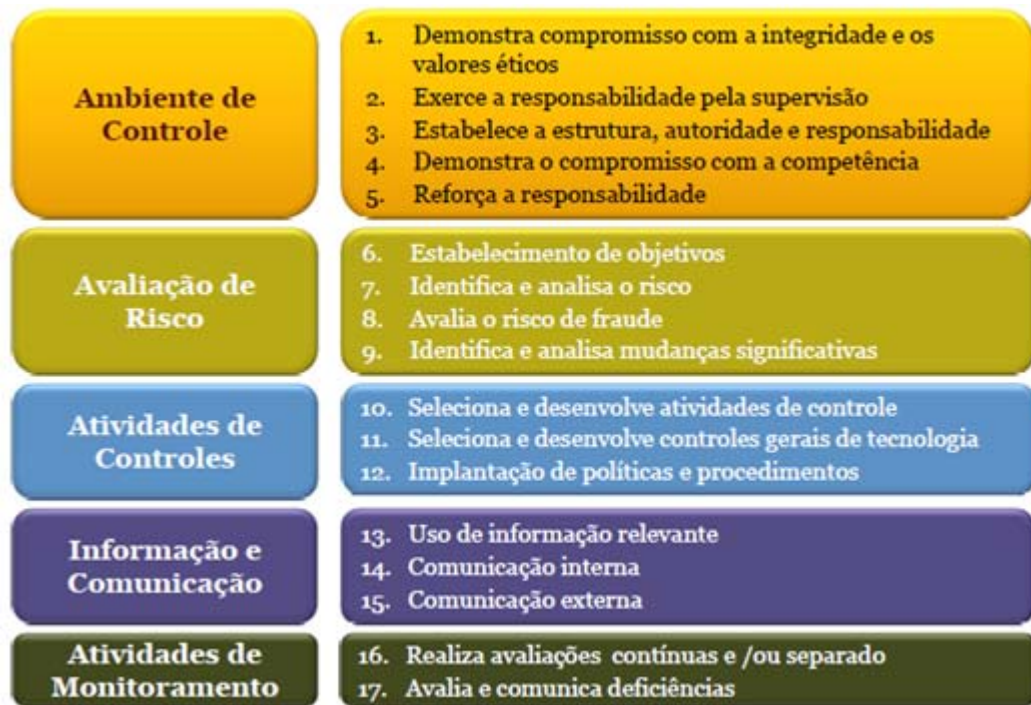 Ambiente de
Controle
1. Demonstra compromisso com a integridade e os
valores éticos
2. Exerce a responsabilidade pela supervisão
3. Estabelece a estrutura, autoridade e responsabilidade
4. Demonstra o compromisso com a competência
5. Reforça a responsabilidade
Avaliação de
Risco
6. Estabelecimento de objetivos
7. Identifica e analisa o risco
8. Avalia o risco de fraude
9. Identifica e analisa mudanças significativas
Atividades de
Controles
10. Seleciona e desenvolve atividades de controle
11. Seleciona e desenvolve controles gerais de tecnologia
12. Implantação de políticas e procedimentos
Informação e
Comunicação
13. Uso de informação relevante
14. Comunicação interna
15. Comunicação externa
Atividades de
Monitoramento
16. Realiza avaliações contínuas e /ou separado
17. Avalia e comunica deficiências